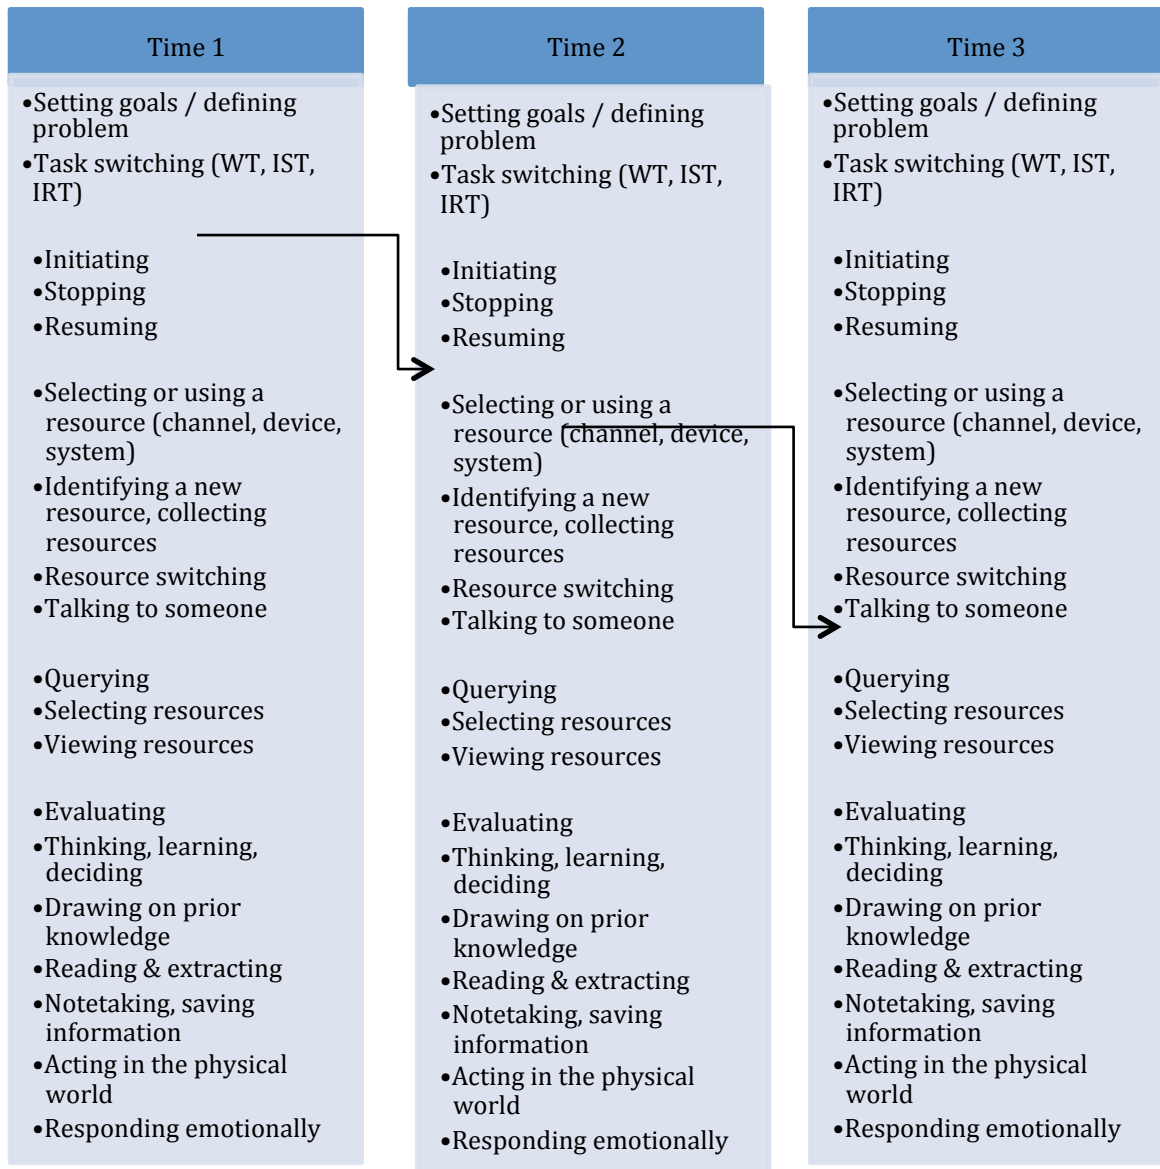 Time 1
•Setting goals / defining
problem
•Task switching (WT, IST,
IRT)
•Initiating
•Stopping
•Resuming
•Selecting or using a
resource (channel, device,
system)
•Identifying a new
resource, collecting
resources
•Resource switching
•Talking to someone
•Querying
•Selecting resources
•Viewing resources
•Evaluating
•Thinking, learning,
deciding
•Drawing on prior
knowledge
•Reading & extracting
•Notetaking, saving
information
•Acting in the physical
world
•Responding emotionally
Time 2
•Setting goals / defining
problem
•Task switching (WT, IST,
IRT)
•Initiating
•Stopping
•Resuming
•Selecting or using a
resource (channel, device,
system)
•Identifying a new
resource, collecting
resources
•Resource switching
•Talking to someone
•Querying
•Selecting resources
•Viewing resources
•Evaluating
•Thinking, learning,
deciding
•Drawing on prior
knowledge
•Reading & extracting
•Notetaking, saving
information
•Acting in the physical
world
•Responding emotionally
Time 3
•Setting goals / defining
problem
•Task switching (WT, IST,
IRT)
•Initiating
•Stopping
•Resuming
•Selecting or using a
resource (channel, device,
system)
•Identifying a new
resource, collecting
resources
•Resource switching
•Talking to someone
•Querying
•Selecting resources
•Viewing resources
•Evaluating
•Thinking, learning,
deciding
•Drawing on prior
knowledge
•Reading & extracting
•Notetaking, saving
information
•Acting in the physical
world
•Responding emotionally